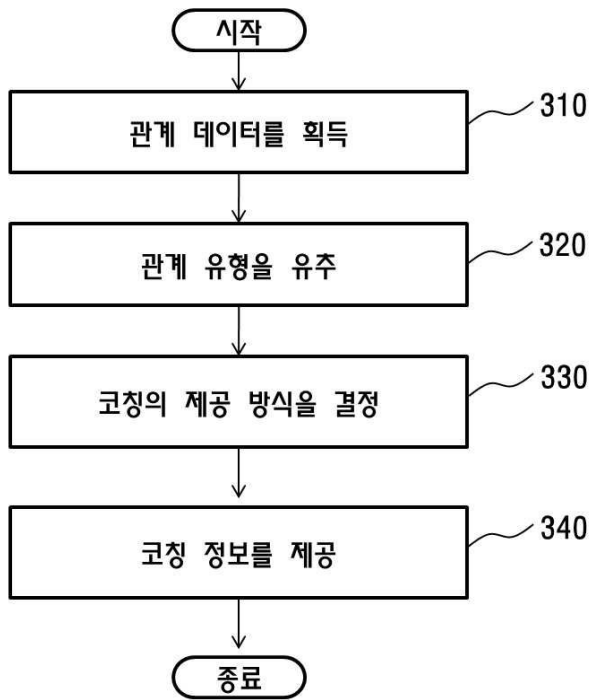 시작
관계 데이터를 획득
310
관계 유형을 유추
320
코칭의 제공 방식을 결정
330
코칭 정보를 제공
340
종료